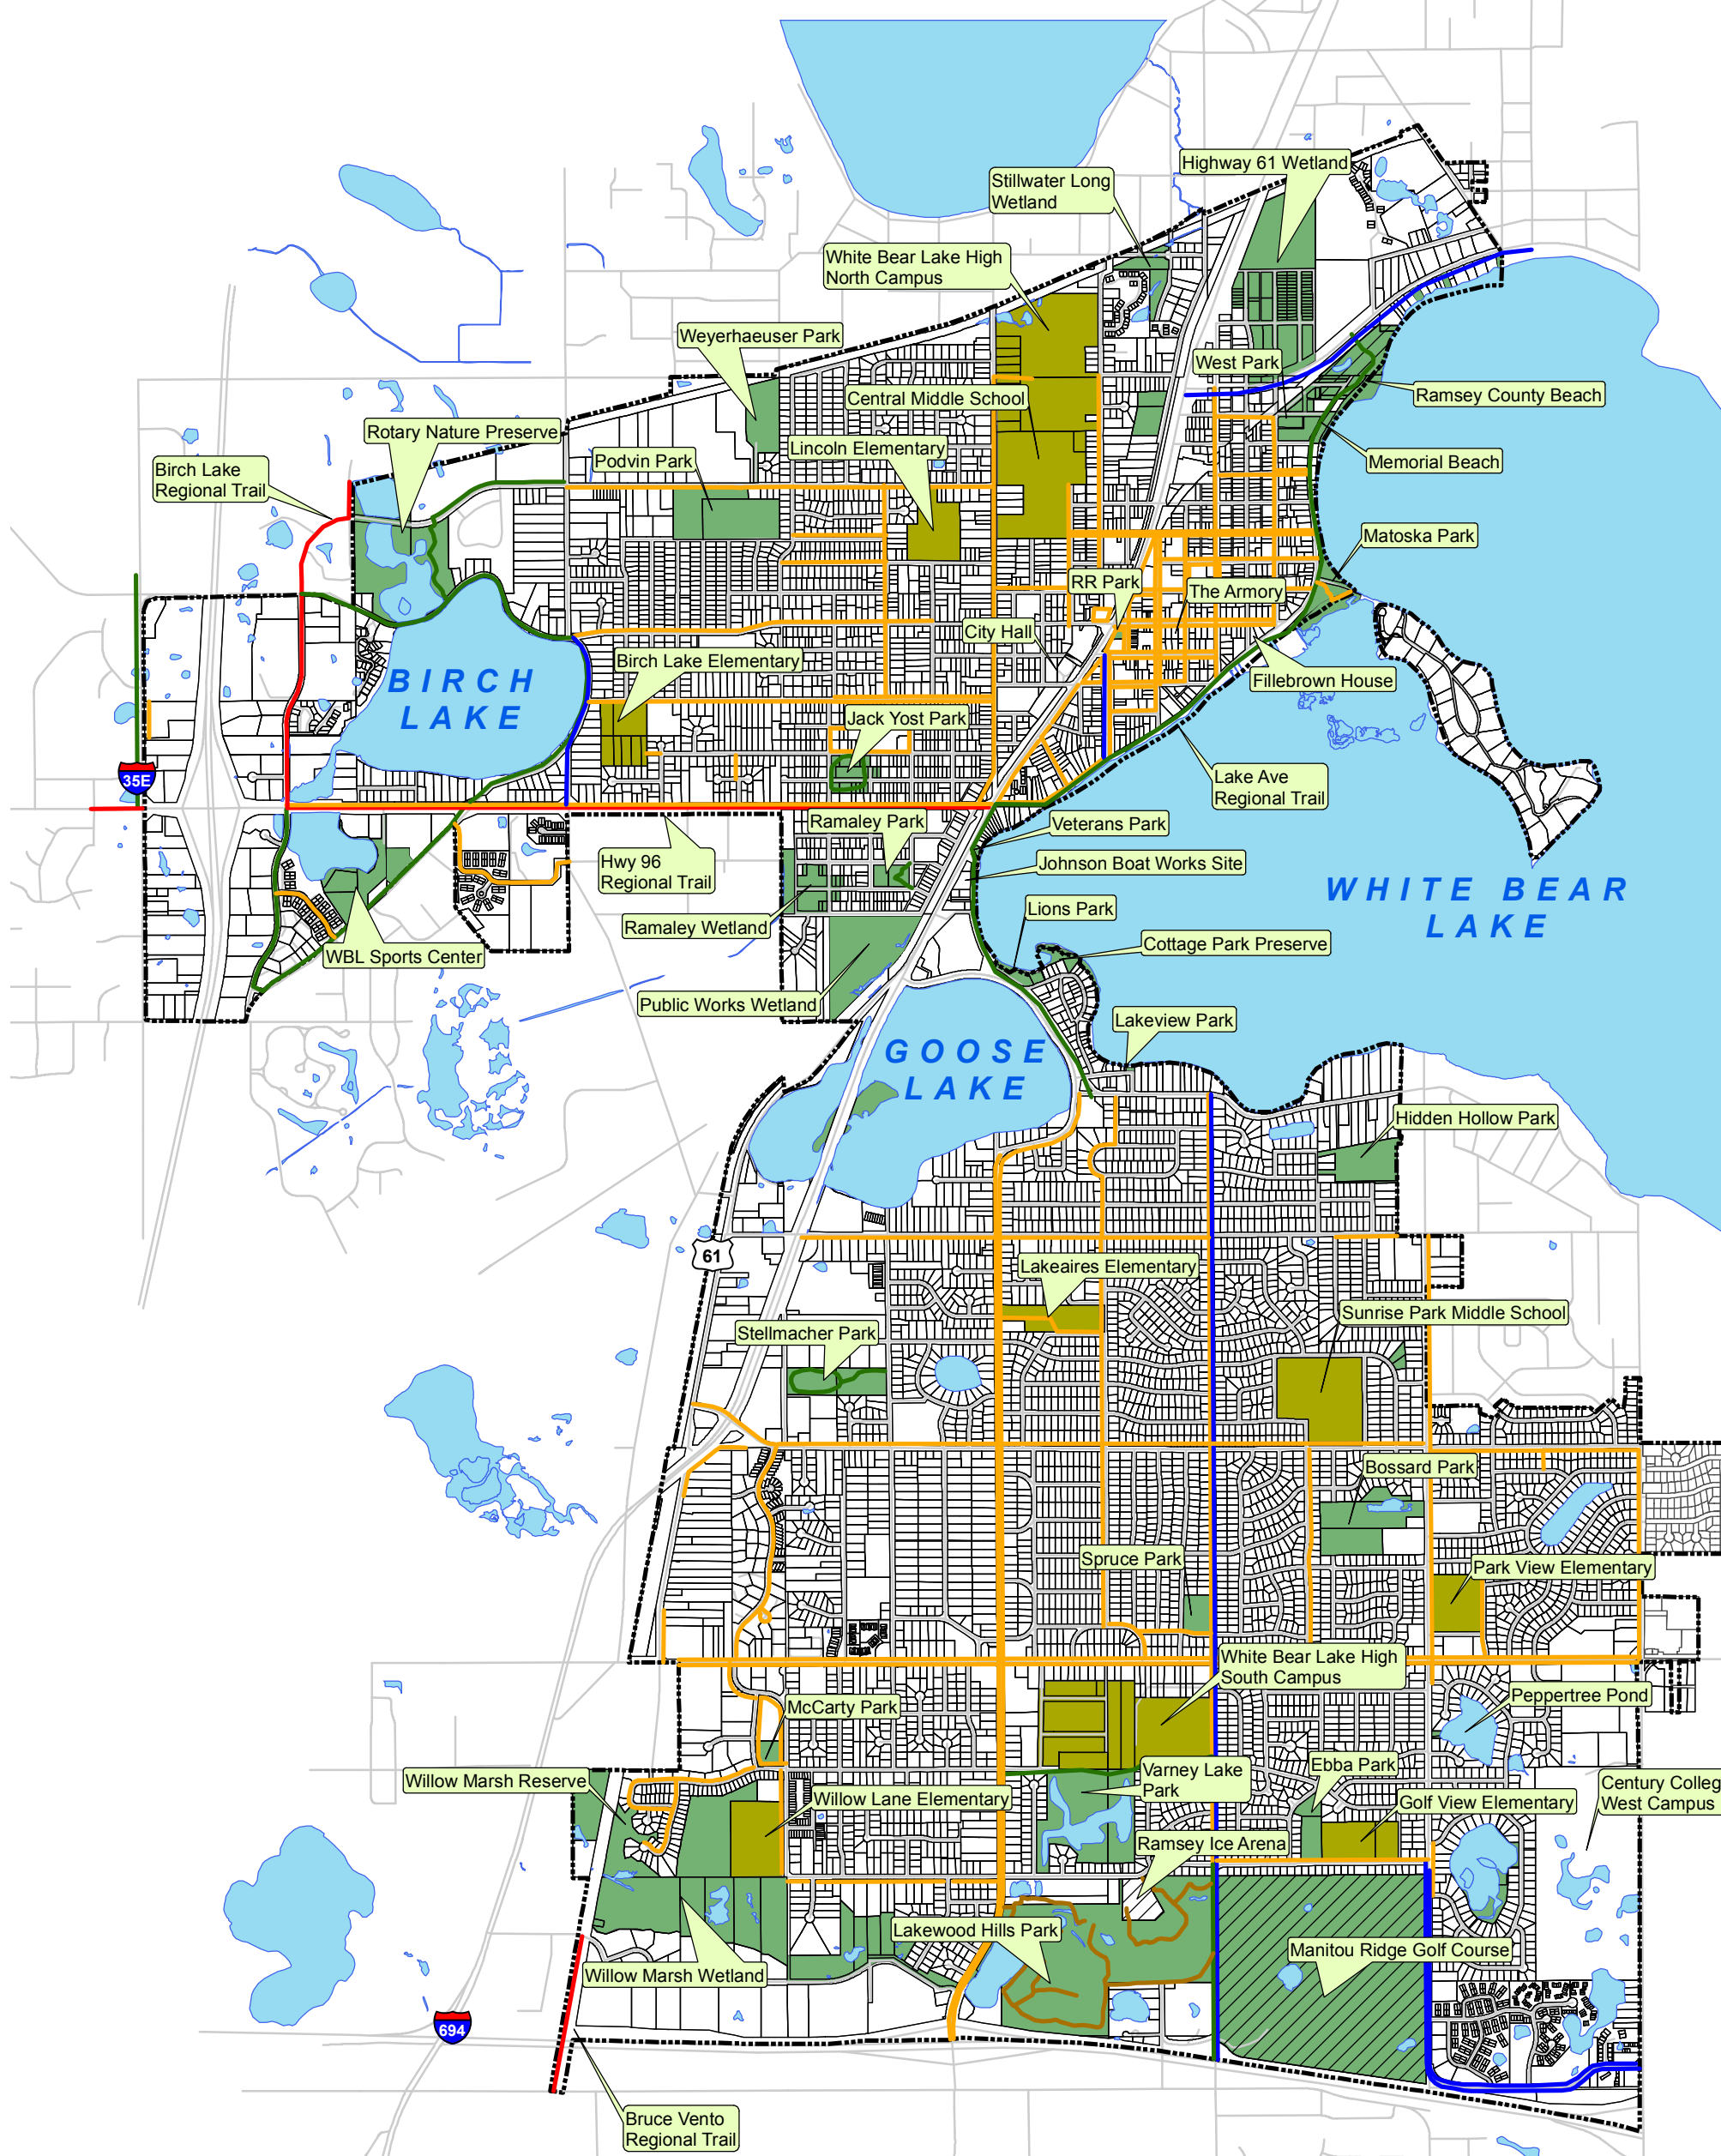 Highway 61 Wetland
Stillwater Long
Wetland
White Bear Lake High
North Campus
Weyerhaeuser Park
West Park
Central Middle School
Ramsey County Beach
Rotary Nature Preserve
Lincoln Elementary
Podvin Park
Memorial Beach
Birch Lake
Regional Trail
Matoska Park
RR Park
The Armory
City Hall
Birch Lake Elementary
Fillebrown House
BIRCH
LAKE
Jack Yost Park
35E
Lake Ave
Regional Trail
Ramaley Park
Veterans Park
Hwy 96
Regional Trail
Johnson Boat Works Site
WHITE BEAR
LAKE
Lions Park
Ramaley Wetland
Cottage Park Preserve
WBL Sports Center
Public Works Wetland
Lakeview Park
GOOSE
LAKE
Hidden Hollow Park
61
Lakeaires Elementary
Sunrise Park Middle School
Stellmacher Park
Bossard Park
Spruce Park
Park View Elementary
White Bear Lake High
South Campus
Peppertree Pond
McCarty Park
Varney Lake
Park
Ebba Park
Willow Marsh Reserve
Century Colleg
West Campus
Willow Lane Elementary
Golf View Elementary
Ramsey Ice Arena
Lakewood Hills Park
Manitou Ridge Golf Course
Willow Marsh Wetland
694
Bruce Vento
Regional Trail